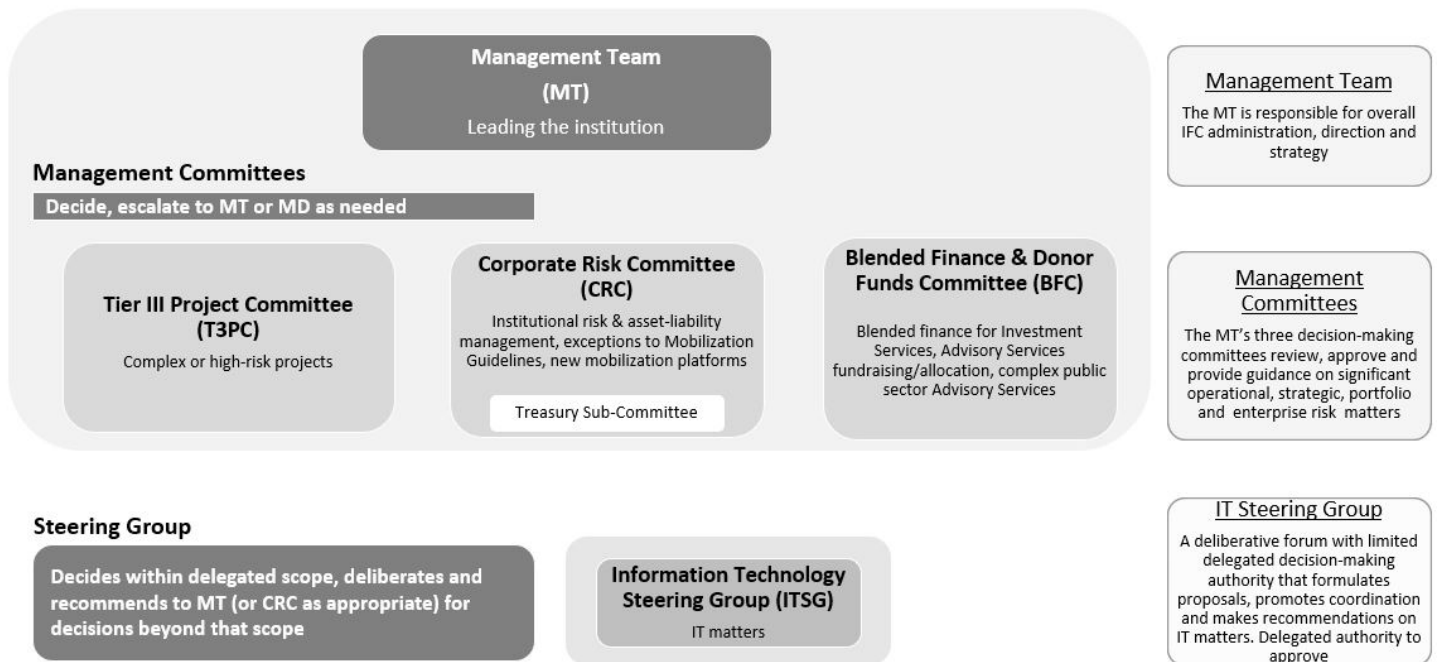 Management Team
(MT)
Leading the institution
Management Committees
Decide, escalate to MT or MD as needed
Tier III Project Committee
(T3PC)
Complex or high-risk projects
Corporate Risk Committee
(CRC)
Institutional risk & asset-liability
management, exceptions to Mobilization
Guidelines, new mobilization platforms
Treasury Sub-Committee
Blended Finance & Donor
Funds Committee (BFC)
Blended finance for Investment
Services, Advisory Services
fundraising/allocation, complex public
sector Advisory Services
Management Team
The MT is responsible for overall
IFC administration, direction and
strategy
Management
Committees
The MT's three decision-making
committees review, approve and
provide guidance on significant
operational, strategic, portfolio
and enterprise risk matters
Steering Group
Decides within delegated scope, deliberates and
recommends to MT (or CRC as appropriate) for
decisions beyond that scope
Information Technology
Steering Group (ITSG)
IT matters
IT Steering Group
A deliberative forum with limited
delegated decision-making
authority that formulates
proposals, promotes coordination
and makes recommendations on
IT matters. Delegated authority to
approve